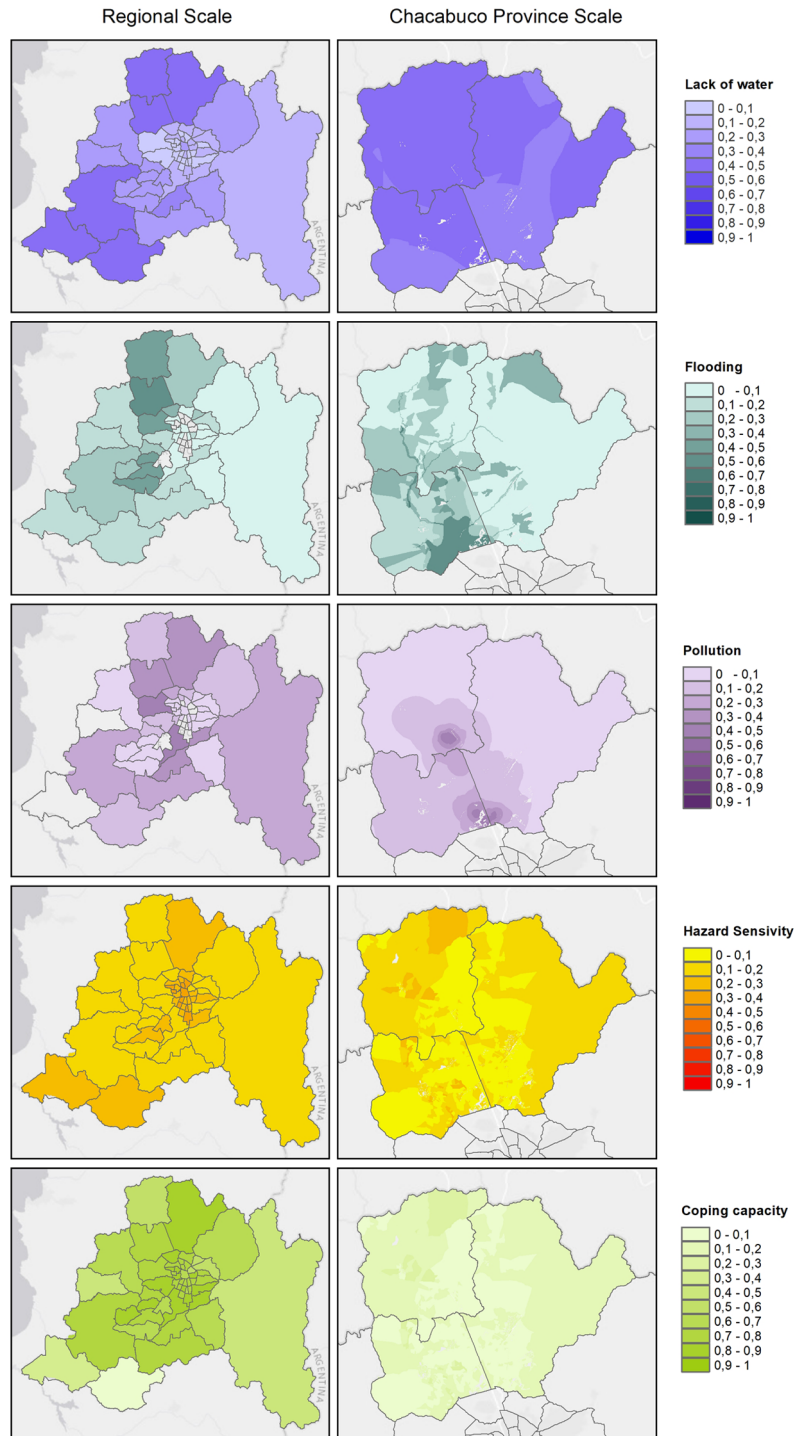 Regional Scale
Chacabuco Province Scale
ARGENTINA
Lack of water
0 - 0,1
0,1 - 0,2
0,2 - 0,3
0,3 - 0,4
0,4 - 0,5
0,5 - 0,6
0,6 - 0,7
0,7 - 0,8
0,8 - 0,9
0,9 - 1
ARGENTINA
Flooding
0 - 0,1
0,1 - 0,2
0,2 - 0,3
0,3 - 0,4
0,4 - 0,5
0,5 - 0,6
0,6 - 0,7
0,7 - 0,8
0,8 - 0,9
0,9 - 1
ARGENTINA
Pollution
0 - 0,1
0,1 - 0,2
0,2 - 0,3
0,3 - 0,4
0,4 - 0,5
0,5 - 0,6
0,6 - 0,7
0,7 - 0,8
0,8 - 0,9
0,9 - 1
ARGENTINA
Hazard Sensivity
0 - 0,1
0,1 - 0,2
0,2 - 0,3
0,3 - 0,4
0,4 - 0,5
0,5 - 0,6
0,6 - 0,7
0,7 - 0,8
0,8 - 0,9
0,9 - 1
ARGENTINA
Coping capacity
0 - 0,1
0,1 - 0,2
0,2 - 0,3
0,3 - 0,4
0,4 - 0,5
0,5 - 0,6
0,6 - 0,7
0,7 - 0,8
0,8 - 0,9
0,9 - 1